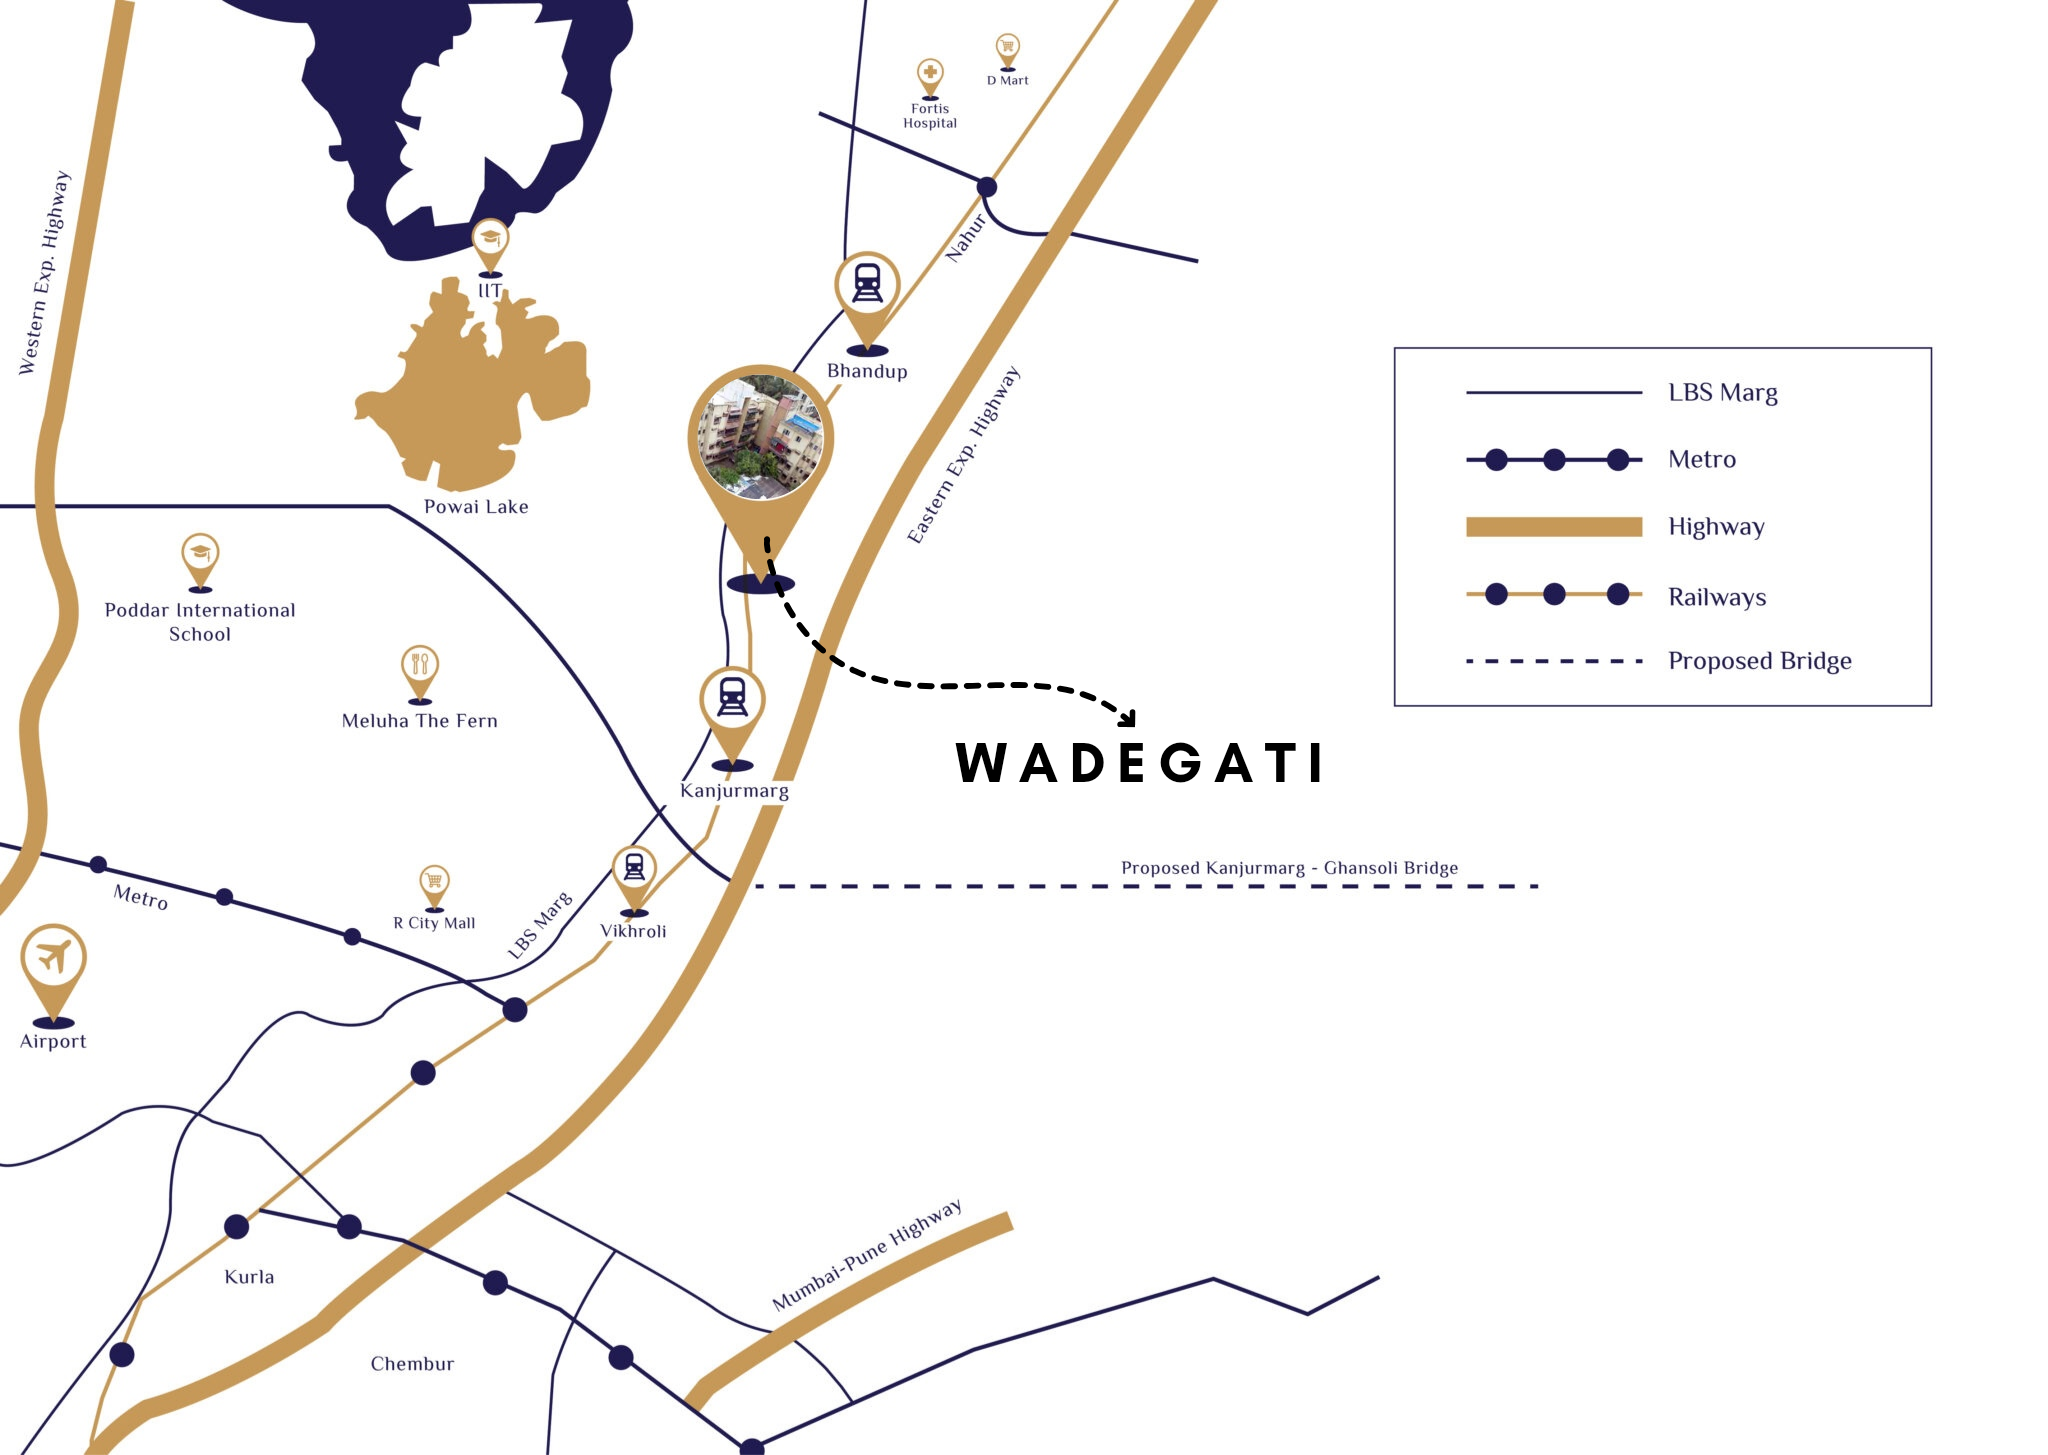 D Mart
Fortis
Hospital
Western Exp. Highway
Nahur
IIT
Bhandup
Eastern Exp. Highway
LBS Marg
Metro
Highway
Railways
Proposed Bridge
Powai Lake
Poddar International
School
Meluha The Fern
WADEGATI
Kanjurmarg
Proposed Kanjurmarg - Ghansoli Bridge
Metro
R City Mall
LBS Marg
Vikhroli
Airport
Mumbai-Pune Highway
Kurla
Chembur